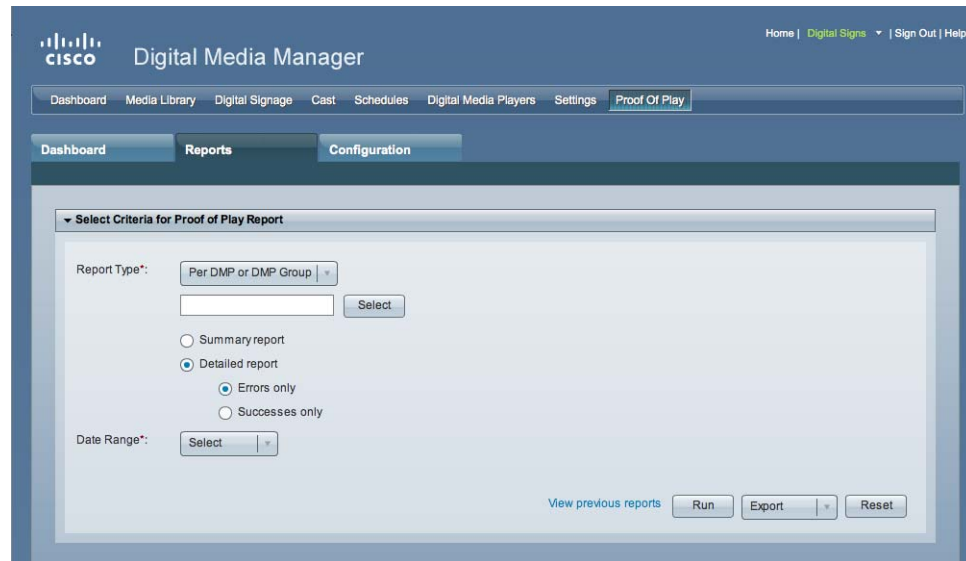 Home | Digital Signs | Sign Out | Help
CISCO
Digital Media Manager
Dashboard Media Library Digital Signage Cast Schedules Digital Media Players Settings Proof Of Play
Dashboard Reports Configuration
Select Criteria for Proof of Play Report
Report Type*: Per DMP or DMP Group
Select
Summary report
Detailed report
Errors only
Successes only
Date Range*: Select
View previous reports Run Export Reset